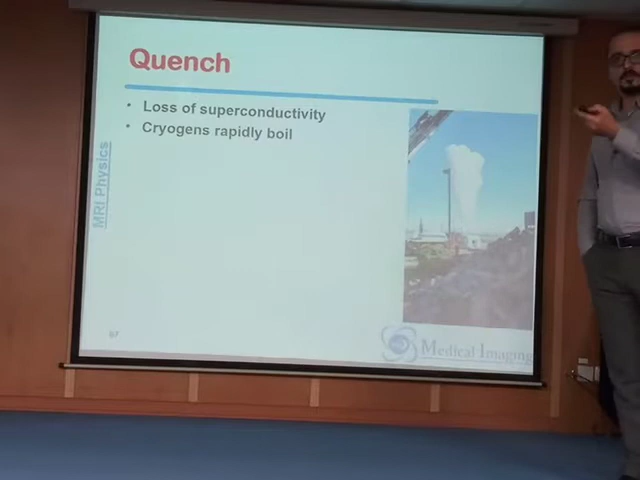 Quench
• Loss of superconductivity
• Cryogens rapidly boil
MRI Physics
Medical Imaging